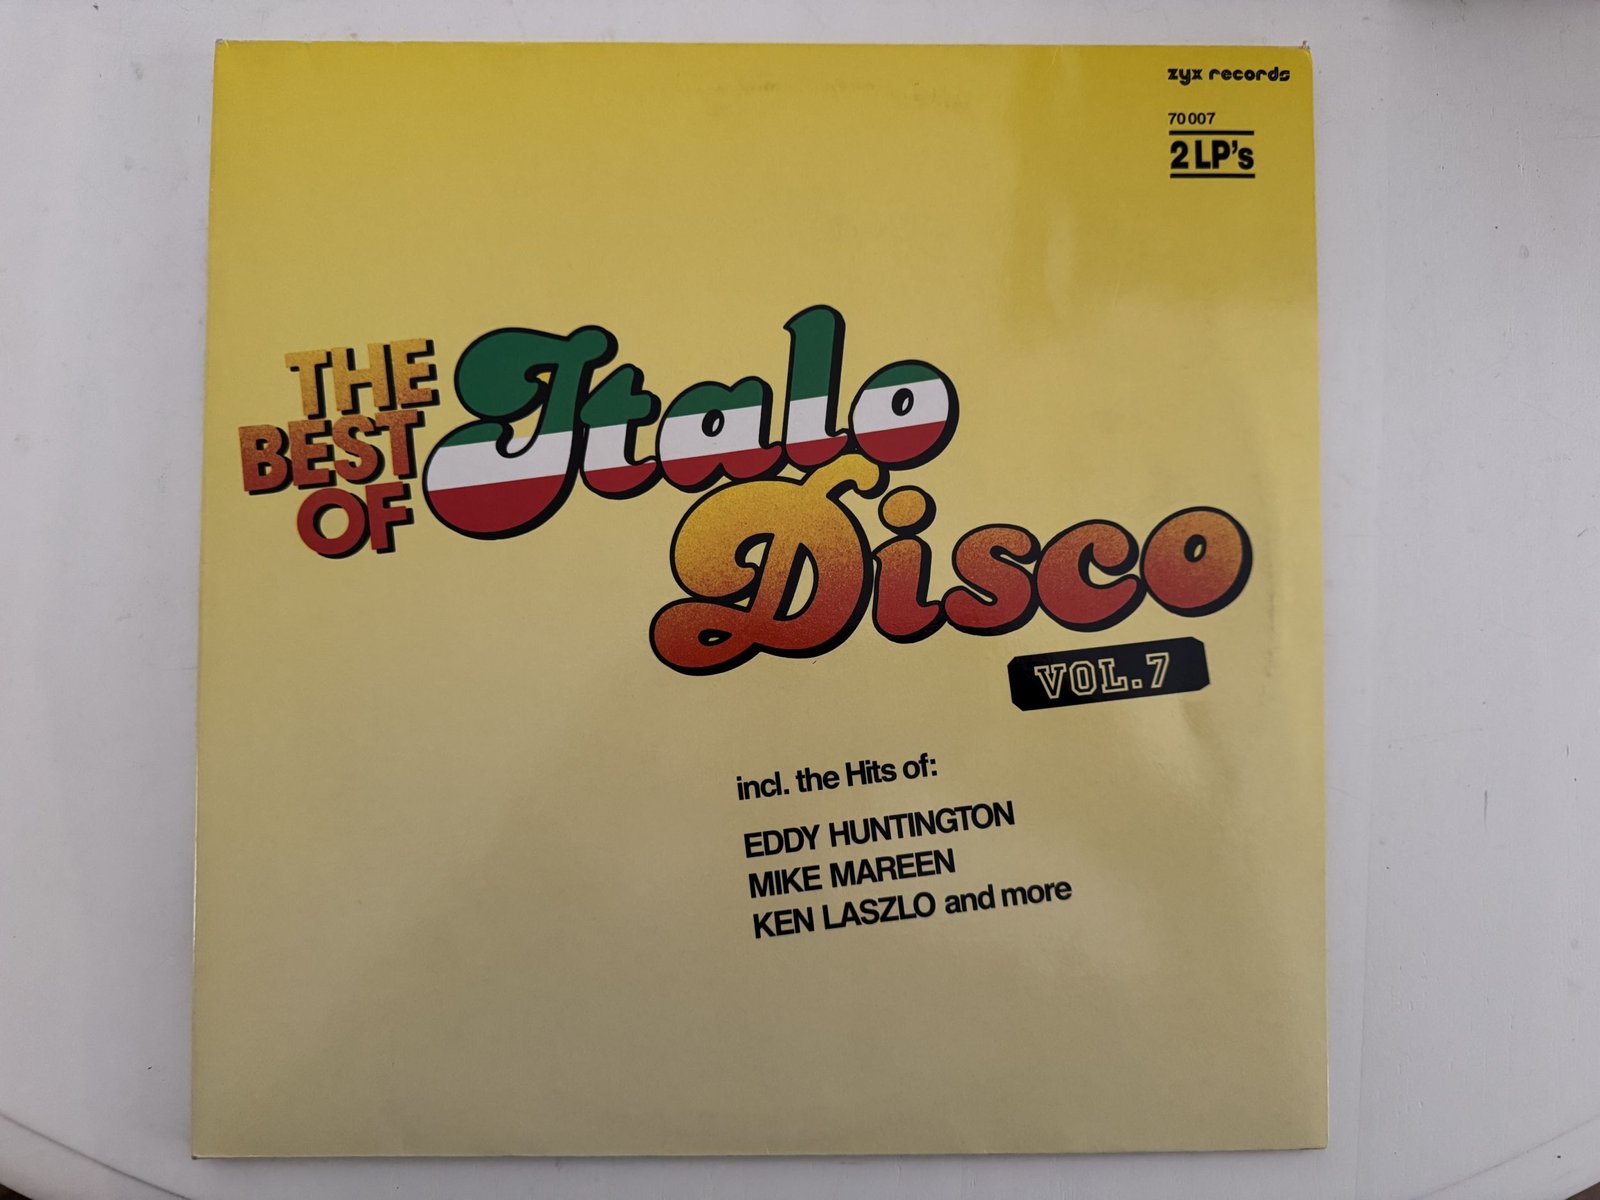 zyx records
70 007
2 LP's
THE
BEST
OF
Italo
Disco
VOL.7
incl. the Hits of:
EDDY HUNTINGTON
MIKE MAREEN
KEN LASZLO and more